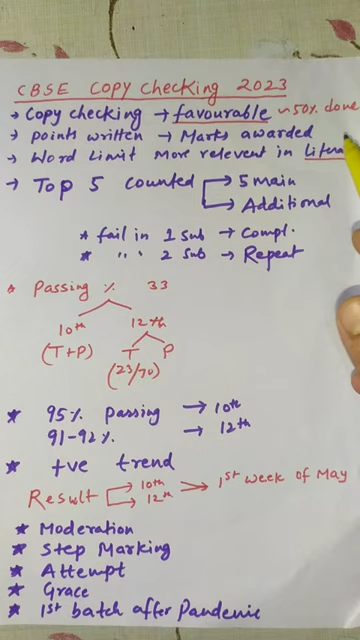 CBSE Copy Checking 2023
→ Copy checking → favourable ~50% done
→ points written → Marks awarded
→ Word Limit More relevent in
→ Top 5 counted → 5 main
→ Additional
* fail in 1 sub → Compl.
* " " 2 sub → Repeat
* Passing % 33
10th 12th
(T+P) T P
(23/70)
* 95% passing → 10th
91-92% → 12th
* +ve trend
Result → 10th → 12th → 1st week of May
* Moderation
* Step Marking
* Attempt
* Grace
* 1st batch after Pandemic